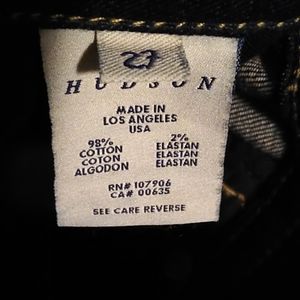 27
HUDSON
MADE IN
LOS ANGELES
USA
98% 2%
COTTON ELASTAN
COTON ELASTAN
ALGODON ELASTAN
RN# 107906
CA# 00635
SEE CARE REVERSE